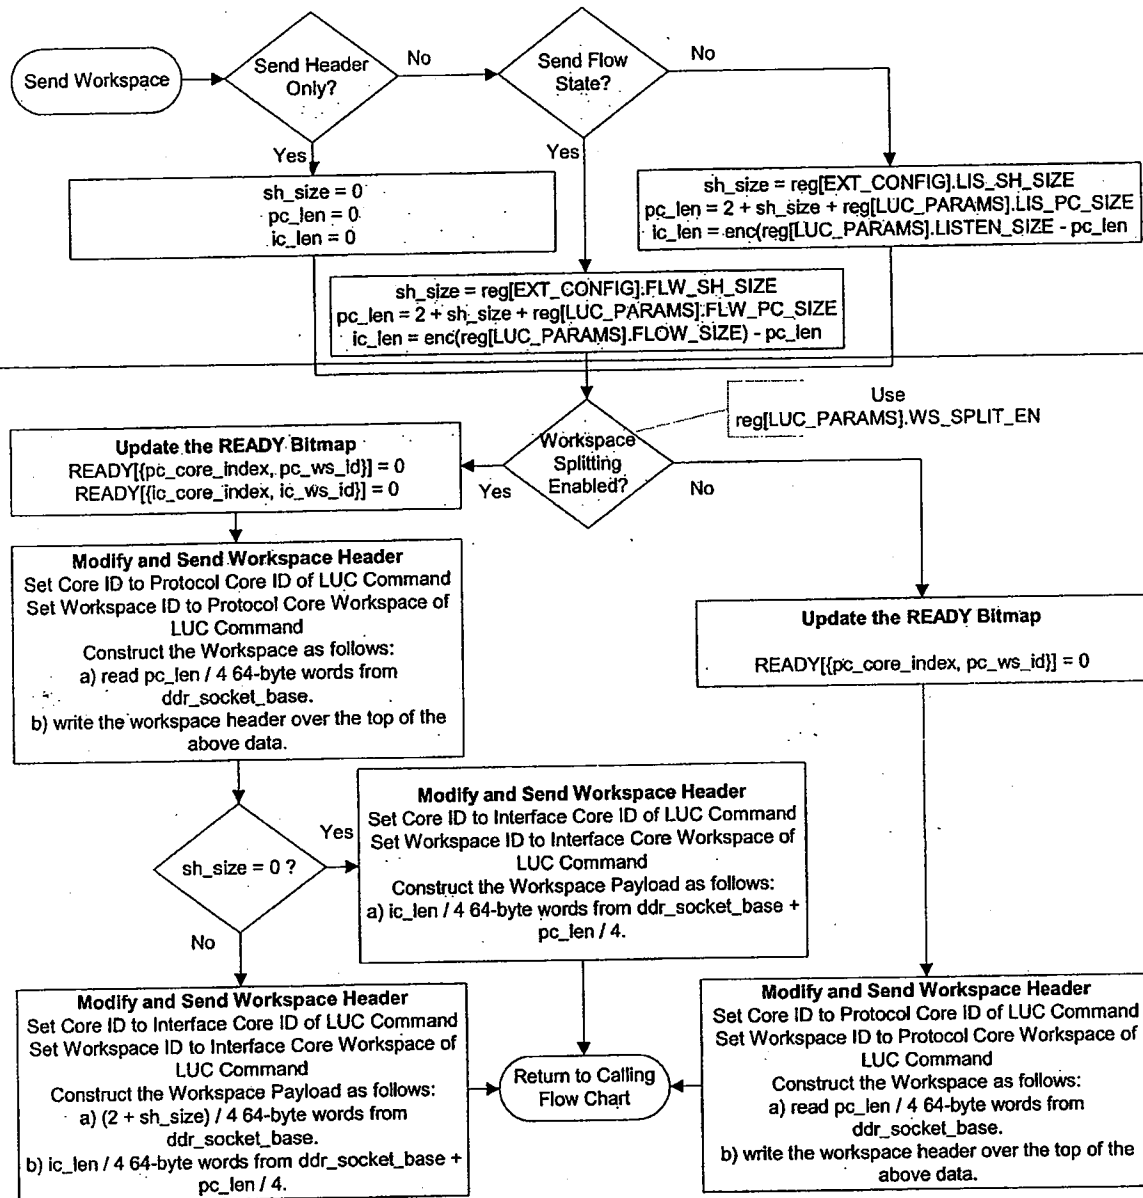 Send Workspace
Send Header
Only?
No
Send Flow
State?
No
Yes
Yes
sh_size = 0
pc_len = 0
ic_len = 0
sh_size = reg[EXT_CONFIG].LIS_SH_SIZE
pc_len = 2 + sh_size + reg[LUC_PARAMS].LIS_PC_SIZE
ic_len = enc(reg[LUC_PARAMS].LISTEN_SIZE - pc_len
sh_size = reg[EXT_CONFIG].FLW_SH_SIZE
pc_len = 2 + sh_size + reg[LUC_PARAMS].FLW_PC_SIZE
ic_len = enc(reg[LUC_PARAMS].FLOW_SIZE) - pc_len
Use
reg[LUC_PARAMS].WS_SPLIT_EN
Workspace
Splitting
Enabled?
Yes
No
Update the READY Bitmap
READY[{pc_core_index, pc_ws_id}] = 0
READY[{ic_core_index, ic_ws_id}] = 0
Modify and Send Workspace Header
Set Core ID to Protocol Core ID of LUC Command
Set Workspace ID to Protocol Core Workspace of
LUC Command
Construct the Workspace as follows:
a) read pc_len / 4 64-byte words from
ddr_socket_base.
b) write the workspace header over the top of the
above data.
Update the READY Bitmap
READY[{pc_core_index, pc_ws_id}] = 0
sh_size = 0 ?
Yes
No
Modify and Send Workspace Header
Set Core ID to Interface Core ID of LUC Command
Set Workspace ID to Interface Core Workspace of
LUC Command
Construct the Workspace Payload as follows:
a) ic_len / 4 64-byte words from ddr_socket_base +
pc_len / 4.
Modify and Send Workspace Header
Set Core ID to Interface Core ID of LUC Command
Set Workspace ID to Interface Core Workspace of
LUC Command
Construct the Workspace Payload as follows:
a) (2 + sh_size) / 4 64-byte words from
ddr_socket_base.
b) ic_len / 4 64-byte words from ddr_socket_base +
pc_len / 4.
Return to Calling
Flow Chart
Modify and Send Workspace Header
Set Core ID to Protocol Core ID of LUC Command
Set Workspace ID to Protocol Core Workspace of
LUC Command
Construct the Workspace as follows:
a) read pc_len / 4 64-byte words from
ddr_socket_base.
b) write the workspace header over the top of the
above data.